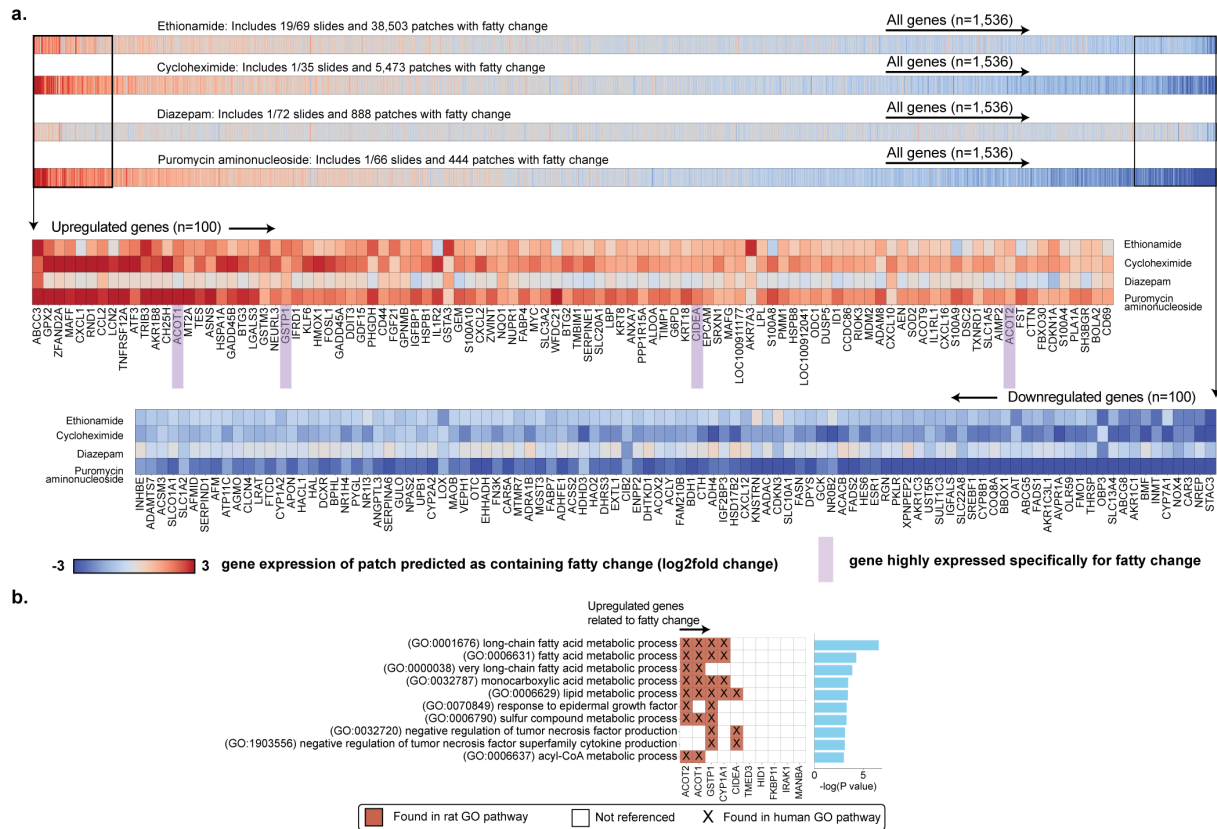 a.
Ethionamide: Includes 19/69 slides and 38,503 patches with fatty change
All genes (n=1,536)
Cycloheximide: Includes 1/35 slides and 5,473 patches with fatty change
All genes (n=1,536)
Diazepam: Includes 1/72 slides and 888 patches with fatty change
All genes (n=1,536)
Puromycin aminonucleoside: Includes 1/66 slides and 444 patches with fatty change
All genes (n=1,536)
Upregulated genes (n=100)
Ethionamide
Cycloheximide
Diazepam
Puromycin
aminonucleoside
ABCC3
GPX2
ZFAND2A
MAFF
CXCL1
RND1
CCL2
LCN2
TNFRSF12A
ATF3
TRIB3
AKR1B8
CH25H
ACOT1
MT2A
TES
ASNS
HSPA1A
GADD45B
BTG3
LGALS1
GSTM3
NEURL3
GSTP1
IFRD1
KLF6
HMOX1
FOSL1
GADD45A
DDIT3
GDF15
PHGDH
CD44
FGF21
GPNMB
IGFBP1
HSPB1
IL1R2
GSTA3
GEM
S100A10
CXCL2
ZMAT3
NQO1
NUPR1
FABP4
MYC
SLC3A2
WFDC21
BTG2
TMBIM1
SERPINE1
SLC20A1
LBP
KRT8
ANXA7
PPP1R15A
ALDOA
TIMP1
G6PD
KRT18
CIDEA
EPCAM
SRXN1
MAFG
LOC100911177
AKR7A3
LPL
S100A8
PMM1
HSPB8
LOC100912041
ODC1
DUSP5
ID1
CCDC86
RIPK3
MDM2
ADAM8
CXCL10
AEN
SOD2
ACOT9
IL1RL1
CXCL16
S100A9
DSC2
TXNRD1
SLC1A5
AIMP2
ACOT2
CST
CTTN
FBXO30
CDKN1A
S100A4
PLA1A
SH3BGR
BOLA2
CD69
Downregulated genes (n=100)
Ethionamide
Cycloheximide
Diazepam
Puromycin
aminonucleoside
INHBE
ADAMTS7
ACSM3
SLCO1A1
SLC1A2
SERPIND1
AFMID
AFM
ATP11C
AGMO
CLCN4
LRAT
FTCD
CYP1A2
APON
HACL1
HAL
DCXR
BPHL
NR1H4
PYGL
NR1I3
ANGPTL3
SERPINA6
GULO
NPAS2
LIPC
CYP2A2
LOX
MAOB
VEPH1
OTC
EHHADH
FN3K
CARS2
MTMR7
MGST3
FABP7
ADHFE1
ACSS2
BPHL
HDHD3
HAO2
DHRS3
ADRA1B
EXTL1
CIB2
ENPP2
DHTKD1
ACOX2
ACLY
FAM210B
BDH1
CTH
ADH4
IGF2BP3
HSD17B2
CXCL12
KNSTRN
AADAC
CDKN3
SLC10A1
FASN
DPYS
GCK
NR0B2
ACACB
FADS2
HES6
ESR1
RGN
PKLR
XPNPEP2
AKR1C3
UST5R
SULT1C3
IGFALS
SLC22A8
SREBF1
CYP8B1
COQ8A
BBOX1
OAT
ABCG5
FADS1
AKR1C3L1
AVPR1A
OLR59
FMO1
THRSP
OBP3
SLC13A4
ABCG8
AKR1C1
BMF
INMT
CYP7A1
NOX4
CAR3
NREP
STAC3
-3
3
gene expression of patch predicted as containing fatty change (log2fold change)
gene highly expressed specifically for fatty change
b.
Upregulated genes
related to fatty change
(GO:0001676) long-chain fatty acid metabolic process
(GO:0006631) fatty acid metabolic process
(GO:0000038) very long-chain fatty acid metabolic process
(GO:0032787) monocarboxylic acid metabolic process
(GO:0006629) lipid metabolic process
(GO:0070849) response to epidermal growth factor
(GO:0006790) sulfur compound metabolic process
(GO:0032720) negative regulation of tumor necrosis factor production
(GO:1903556) negative regulation of tumor necrosis factor superfamily cytokine production
(GO:0006637) acyl-CoA metabolic process
X X X X
X X X X
X X
X X X X
X X X X X
X X
X X X
X X
X X
X X
ACOT2
ACOT1
GSTP1
CYP1A1
CIDEA
TMED3
HID1
FKBP11
IRAK1
MANBA
0
5
-log(P value)
Found in rat GO pathway
Not referenced
X Found in human GO pathway